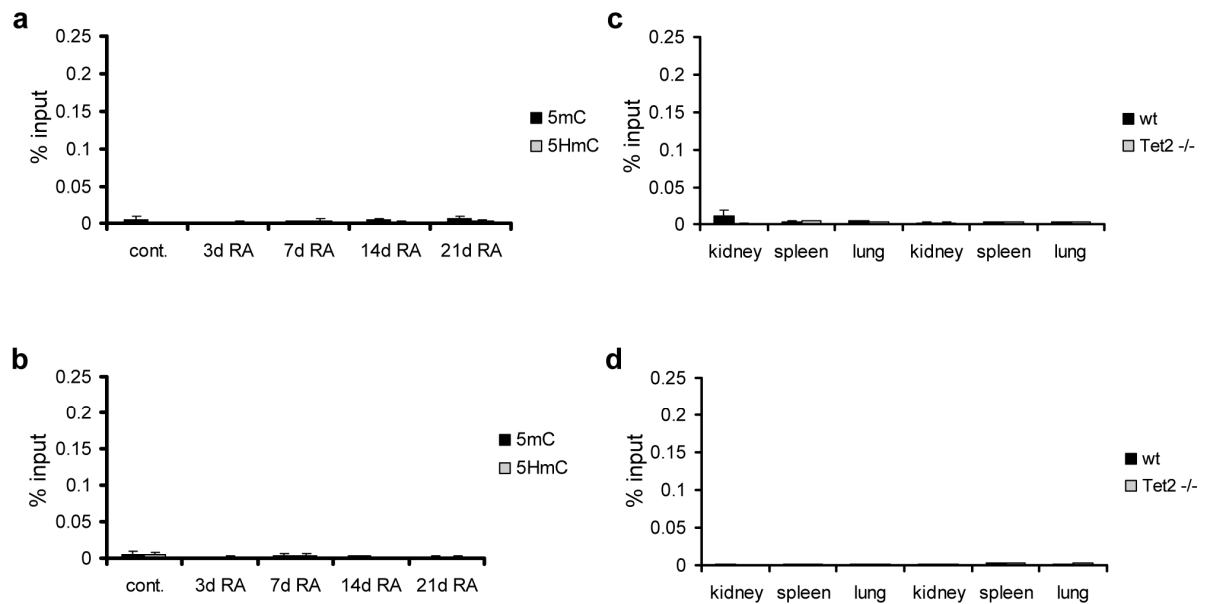 a
0.25
0.2
0.15
0.1
0.05
0
% input
cont. 3d RA 7d RA 14d RA 21d RA
5mC
5HmC
c
0.25
0.2
0.15
0.1
0.05
0
% input
kidney spleen lung kidney spleen lung
wt
Tet2 -/-
b
0.25
0.2
0.15
0.1
0.05
0
% input
cont. 3d RA 7d RA 14d RA 21d RA
5mC
5HmC
d
0.25
0.2
0.15
0.1
0.05
0
% input
kidney spleen lung kidney spleen lung
wt
Tet2 -/-